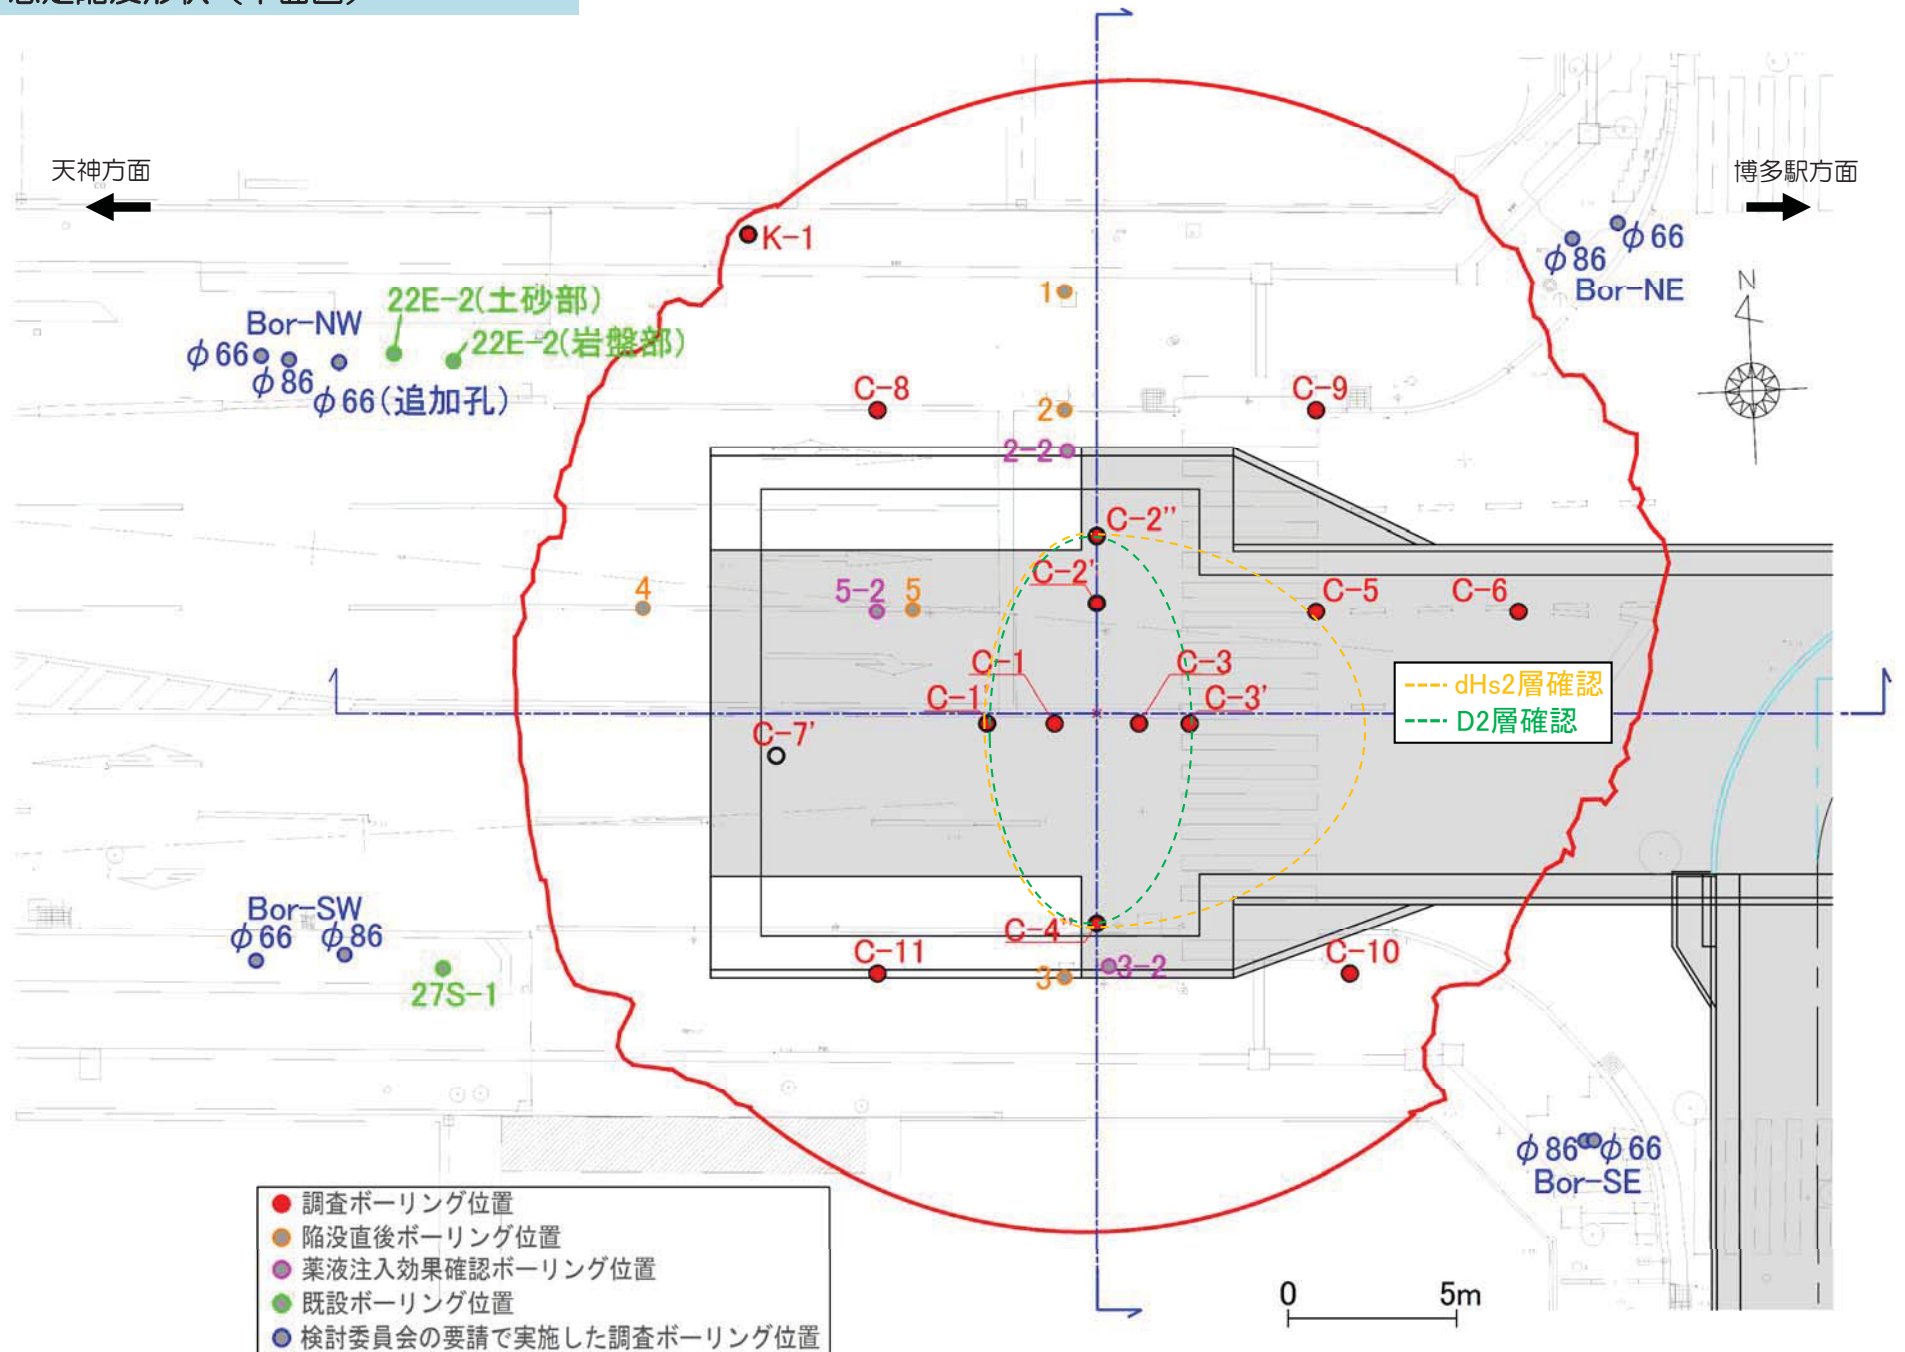 天神方面
博多駅方面
K-1
φ66
φ86
Bor-NE
N
1
22E-2(土砂部)
Bor-NW
22E-2(岩盤部)
φ66
φ86
φ66(追加孔)
C-8
C-9
2
2-2
C-2''
C-2'
4
5-2
5
C-5
C-6
C-1
C-3
C-1'
C-3'
dHs2層確認
D2層確認
C-7'
Bor-SW
φ66
φ86
C-4''
C-11
C-10
3
3-2
27S-1
φ86
φ66
Bor-SE
調査ボーリング位置
陥没直後ボーリング位置
薬液注入効果確認ボーリング位置
既設ボーリング位置
検討委員会の要請で実施した調査ボーリング位置
0
5m